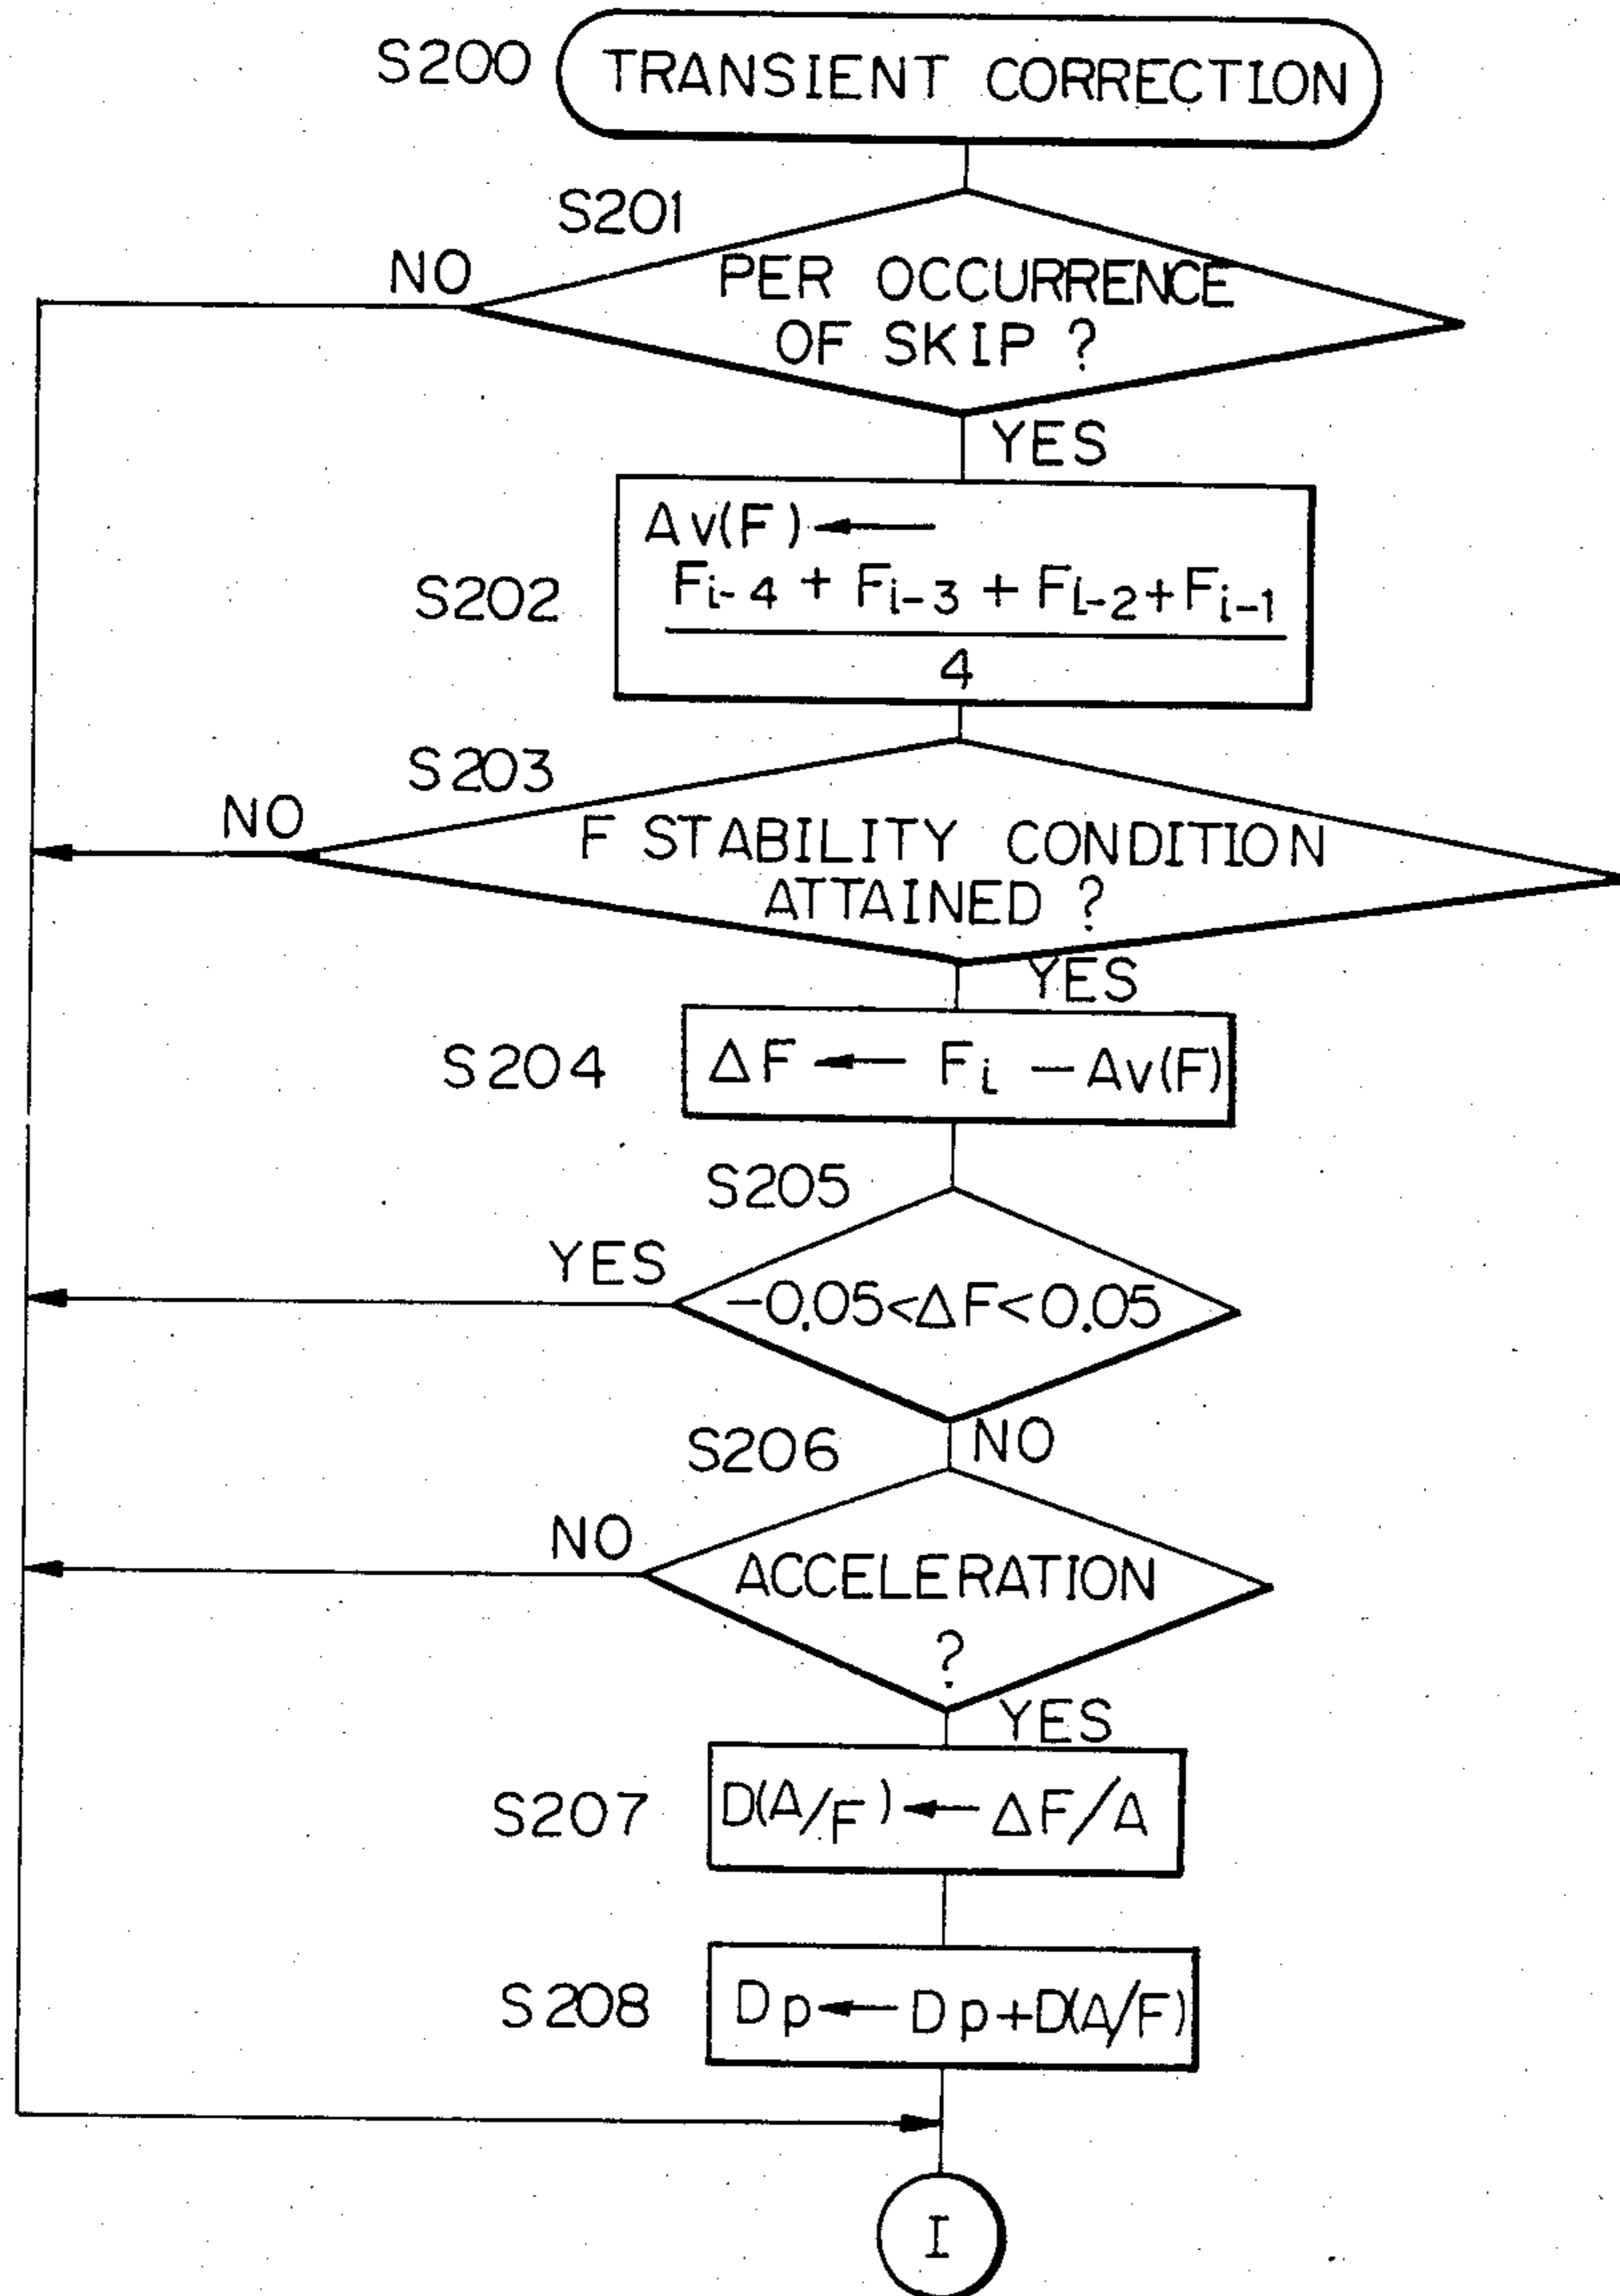 S200 TRANSIENT CORRECTION
S201
NO
PER OCCURRENCE
OF SKIP ?
YES
Av(F) ←
S202
Fi-4 + Fi-3 + Fi-2 + Fi-1
4
S203
NO
F STABILITY CONDITION
ATTAINED ?
YES
S204
ΔF ← Fi - Av(F)
S205
YES
-0.05<ΔF<0.05
NO
S206
NO
ACCELERATION
?
YES
S207
D(A/F) ← ΔF/A
S208
Dp ← Dp+D(A/F)
I